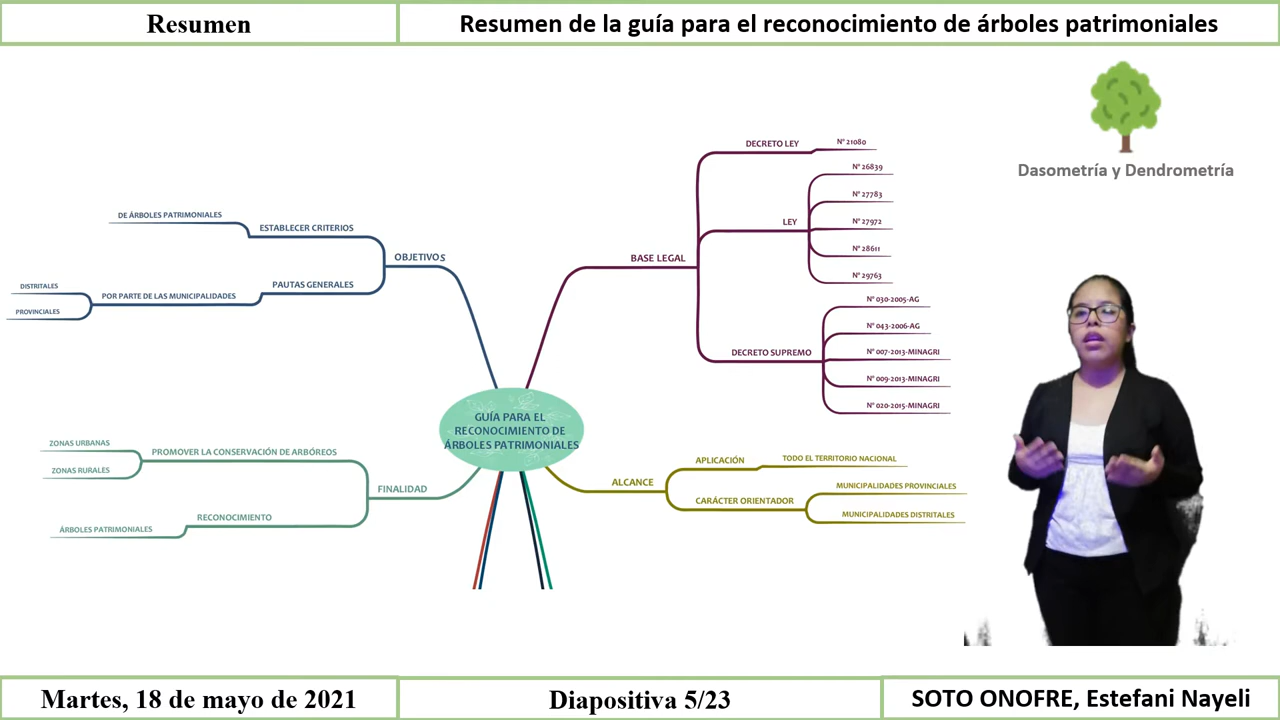 Resumen
Resumen de la guía para el reconocimiento de árboles patrimoniales
Dasometría y Dendrometría
DE ÁRBOLES PATRIMONIALES
ESTABLECER CRITERIOS
OBJETIVOS
PAUTAS GENERALES
POR PARTE DE LAS MUNICIPALIDADES
DISTRITALES
PROVINCIALES
BASE LEGAL
DECRETO LEY
N° 21080
LEY
N° 26839
N° 27783
N° 27972
N° 28611
N° 29763
DECRETO SUPREMO
N° 030-2005-AG
N° 043-2006-AG
N° 007-2013-MINAGRI
N° 009-2013-MINAGRI
N° 020-2015-MINAGRI
GUÍA PARA EL
RECONOCIMIENTO DE
ÁRBOLES PATRIMONIALES
ZONAS URBANAS
ZONAS RURALES
PROMOVER LA CONSERVACIÓN DE ARBÓREOS
FINALIDAD
RECONOCIMIENTO
ÁRBOLES PATRIMONIALES
ALCANCE
APLICACIÓN
TODO EL TERRITORIO NACIONAL
CARÁCTER ORIENTADOR
MUNICIPALIDADES PROVINCIALES
MUNICIPALIDADES DISTRITALES
Martes, 18 de mayo de 2021
Diapositiva 5/23
SOTO ONOFRE, Estefani Nayeli